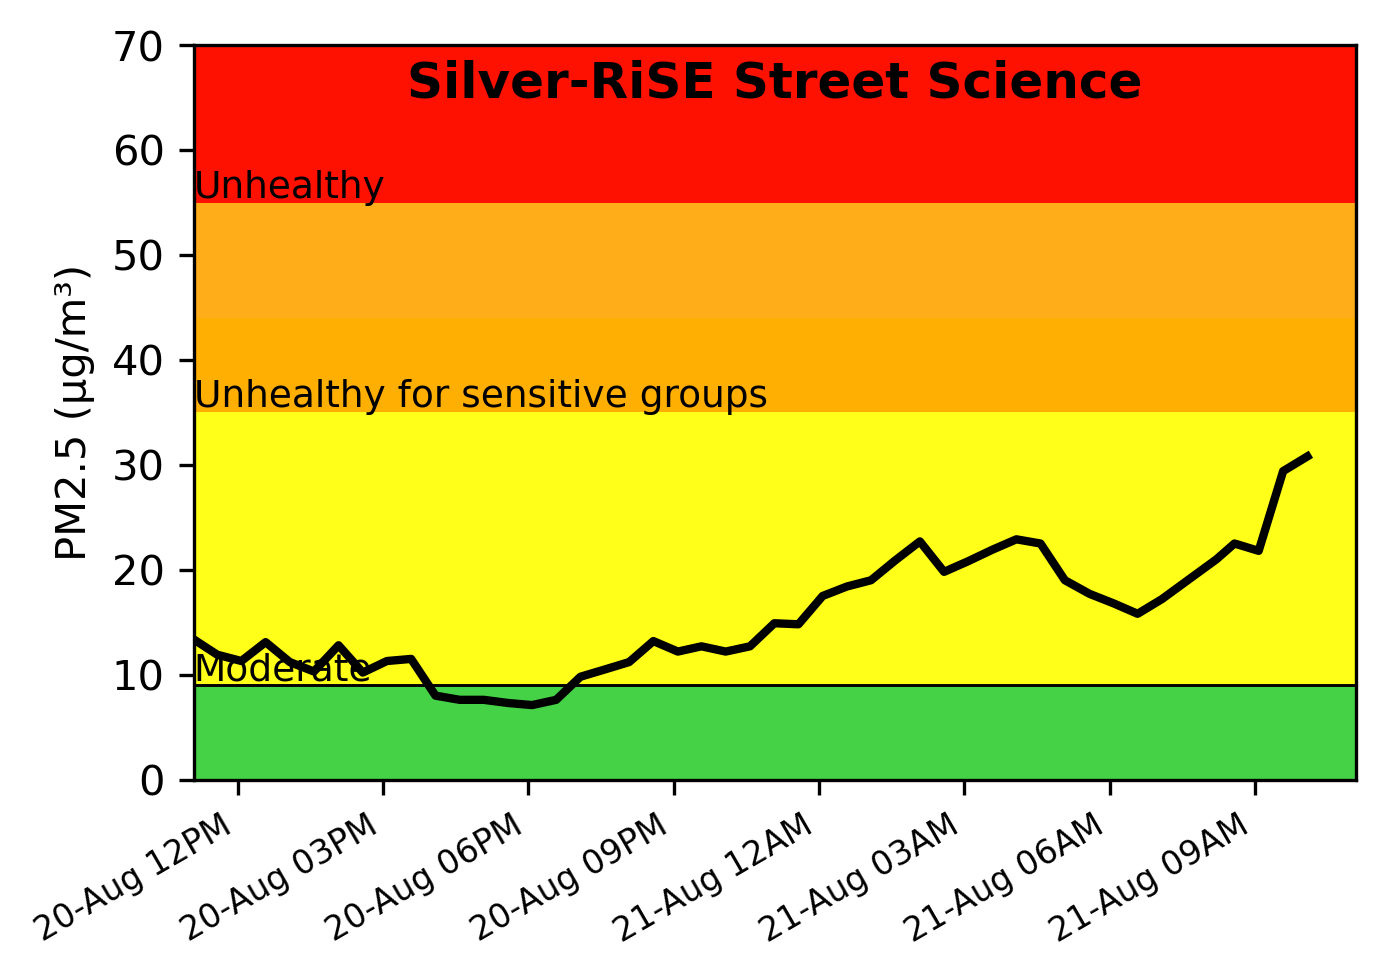 Silver-RiSE Street Science
70
60
Unhealthy
50
40
Unhealthy for sensitive groups
30
20
10
Moderate
0
PM2.5 (μg/m³)
20-Aug 12PM
20-Aug 03PM
20-Aug 06PM
20-Aug 09PM
21-Aug 12AM
21-Aug 03AM
21-Aug 06AM
21-Aug 09AM